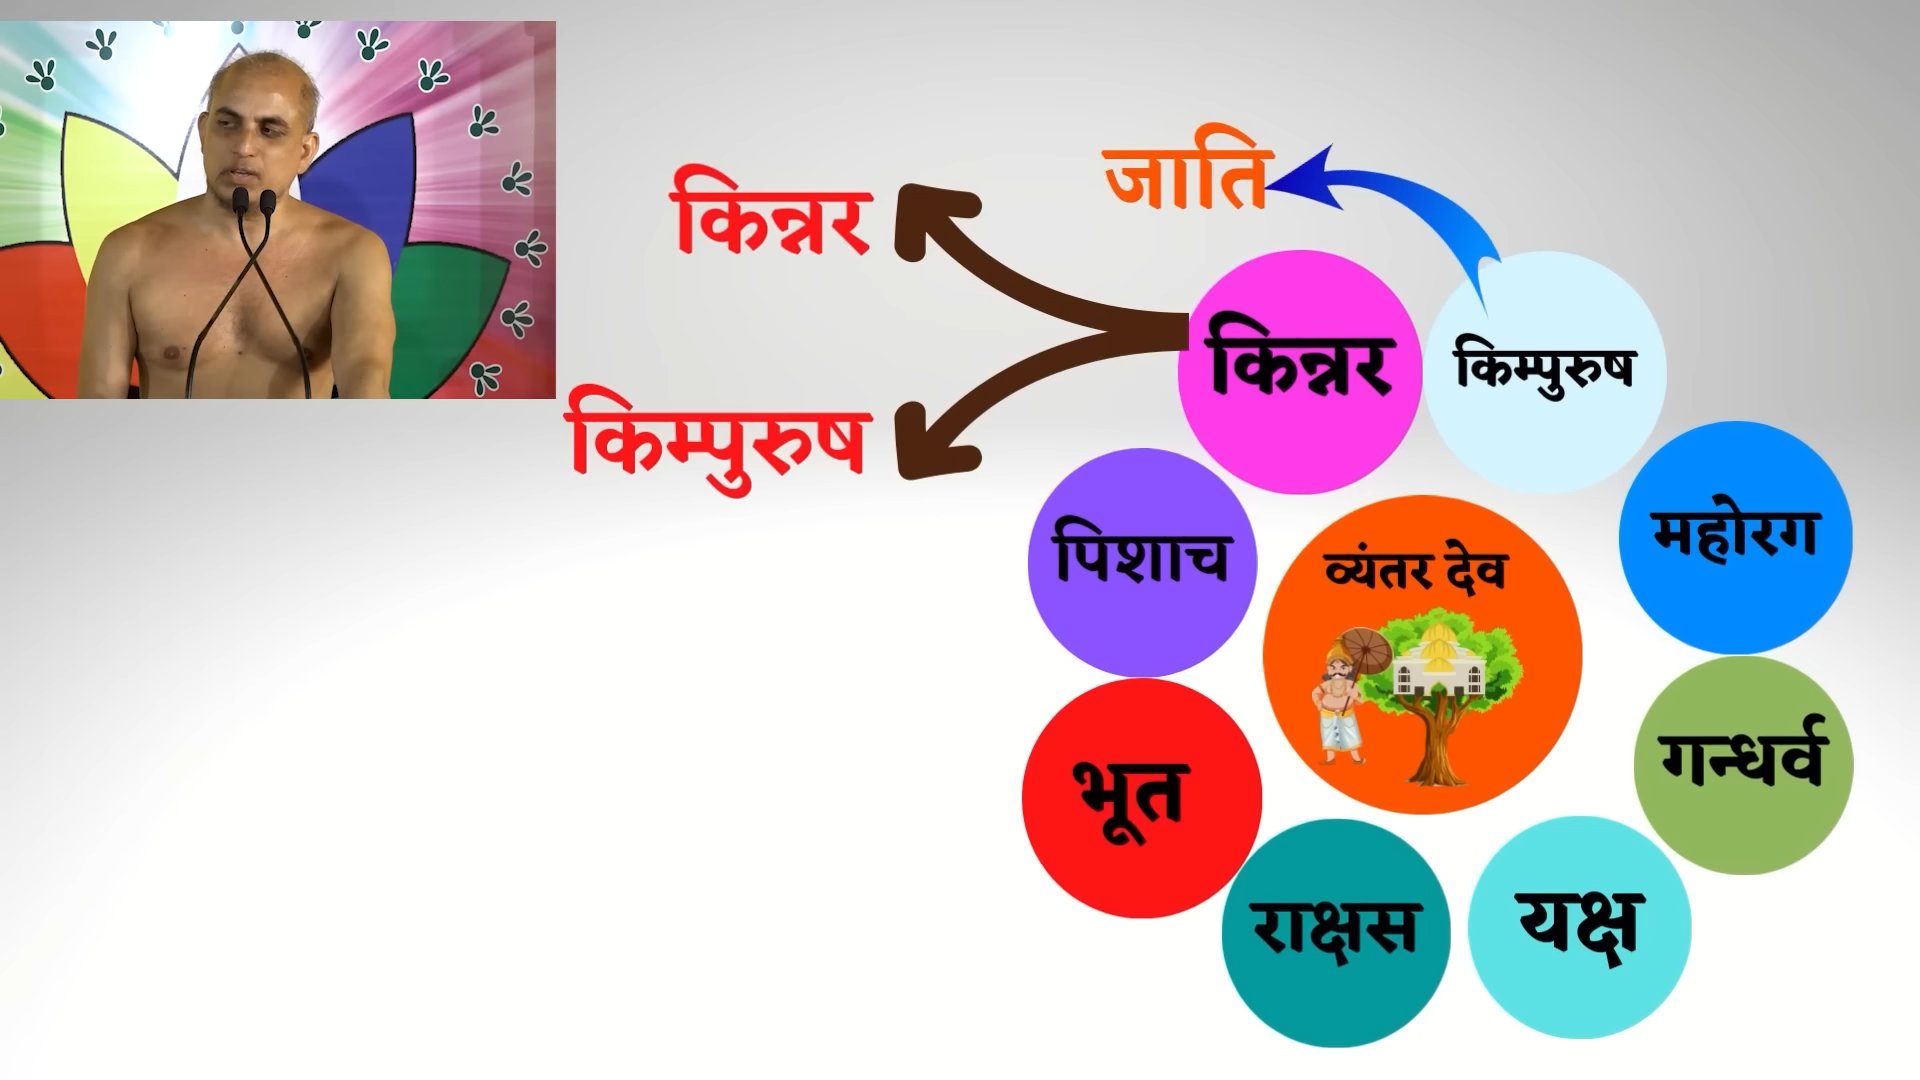 जाति
किन्नर
किम्पुरुष
किन्नर
किम्पुरुष
पिशाच
महोरग
व्यंतर देव
भूत
गन्धर्व
राक्षस
यक्ष